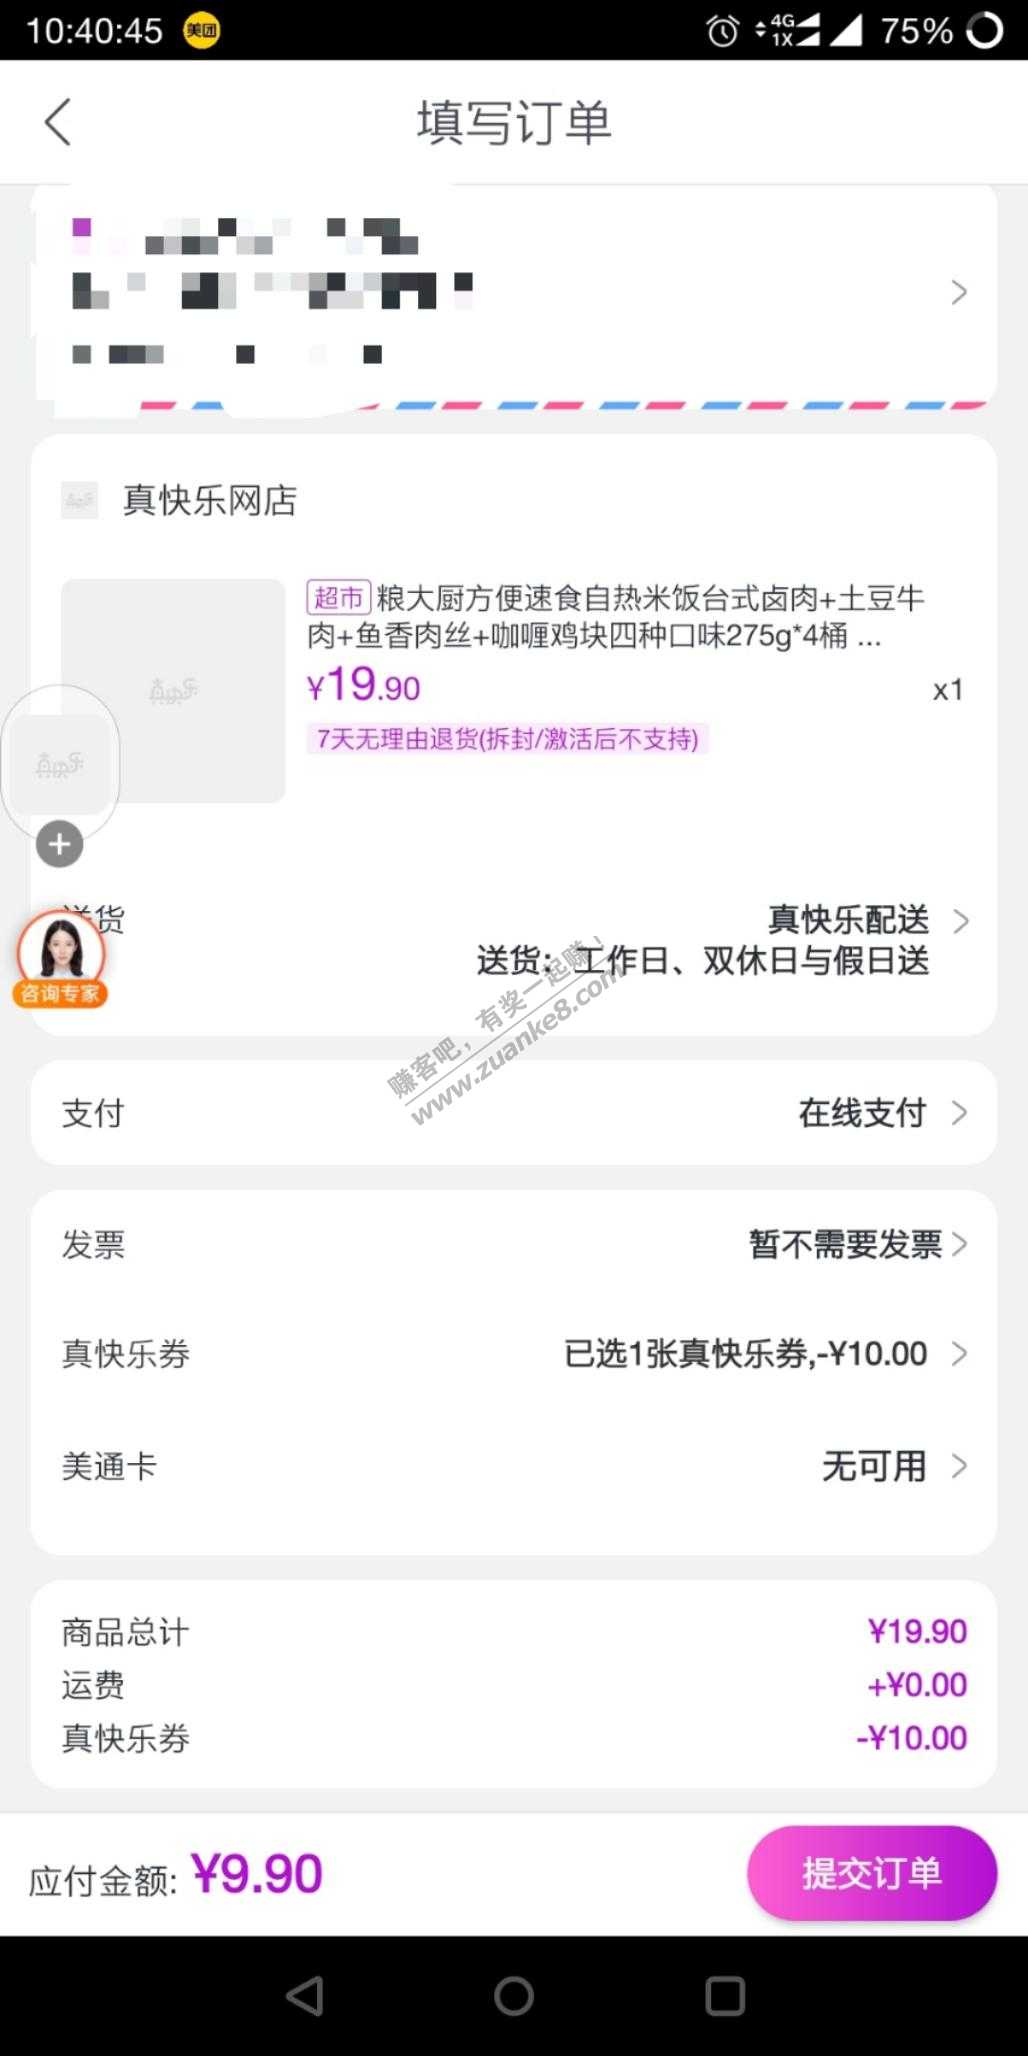 10:40:45 美团 4G 1X 75%
填写订单
真快乐网店
超市 粮大厨方便速食自热米饭台式卤肉+土豆牛
肉+鱼香肉丝+咖喱鸡块四种口味275g*4桶 ...
¥19.90 x1
7天无理由退货(拆封/激活后不支持)
真快乐
真快乐
送货 真快乐配送
送货：工作日、双休日与假日送
咨询专家
赚客吧，有奖一起赚！
www.zuanke8.com
支付 在线支付
发票 暂不需要发票
真快乐券 已选1张真快乐券,-¥10.00
美通卡 无可用
商品总计 ¥19.90
运费 +¥0.00
真快乐券 -¥10.00
应付金额: ¥9.90 提交订单